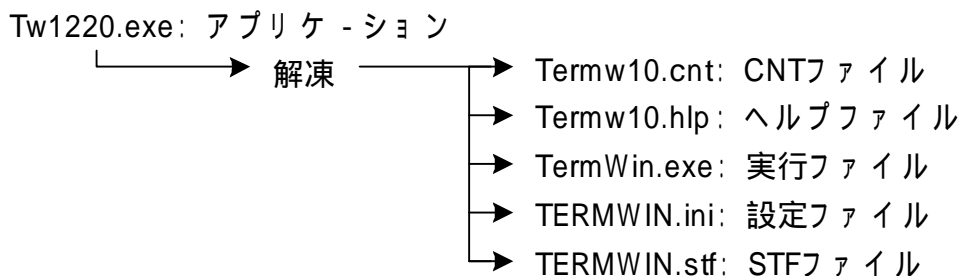 Tw1220.exe: アプリケ-ション
解凍
Termw10.cnt: CNTファイル
Termw10.hlp: ヘルプファイル
TermWin.exe: 実行ファイル
TERMWIN.ini: 設定ファイル
TERMWIN.stf: STFファイル